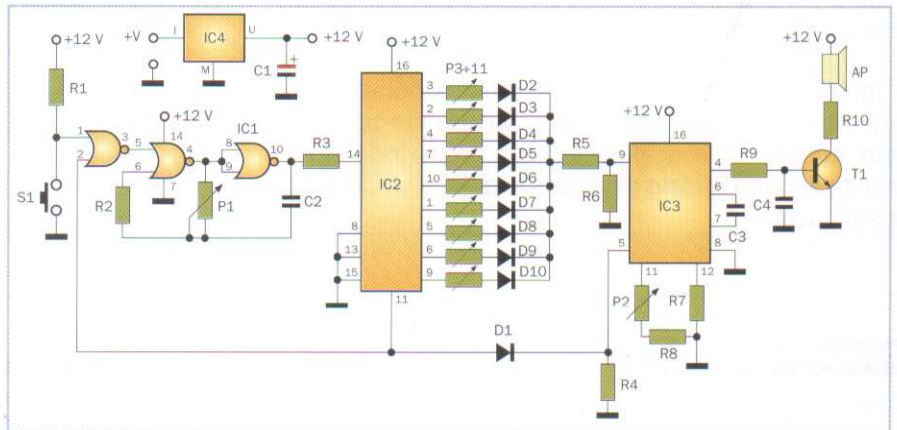 +12 V
+V
I
IC4
U
+12 V
M
C1
+
+12 V
16
P3÷11
R1
+12 V
IC1
1
2
3
5
6
14
4
7
8
9
10
R3
14
S1
R2
P1
C2
IC2
3
2
4
7
10
1
5
6
9
8
13
15
11
D2
D3
D4
D5
D6
D7
D8
D9
D10
R5
R6
+12 V
16
9
IC3
4
6
7
8
5
11
12
R9
C3
C4
+12 V
AP
R10
T1
P2
R7
R8
D1
R4